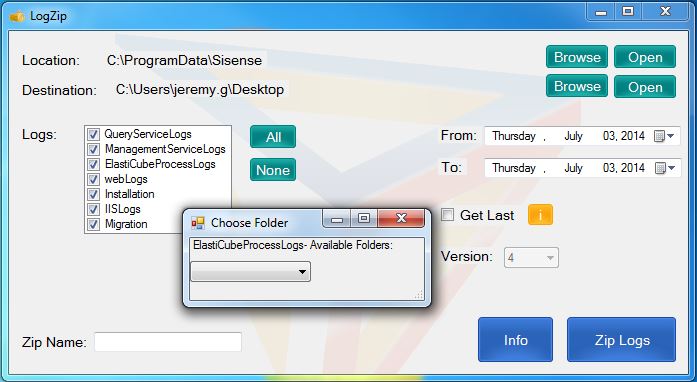 LogZip
Location: C:\ProgramData\Sisense Browse Open
Destination: C:\Users\jeremy.g\Desktop Browse Open
Logs:
QueryServiceLogs
ManagementServiceLogs
ElastiCubeProcessLogs
webLogs
Installation
IISLogs
Migration
All
None
From: Thursday , July 03, 2014
To: Thursday , July 03, 2014
Get Last i
Version: 4
Choose Folder
ElastiCubeProcessLogs- Available Folders:
Zip Name:
Info
Zip Logs